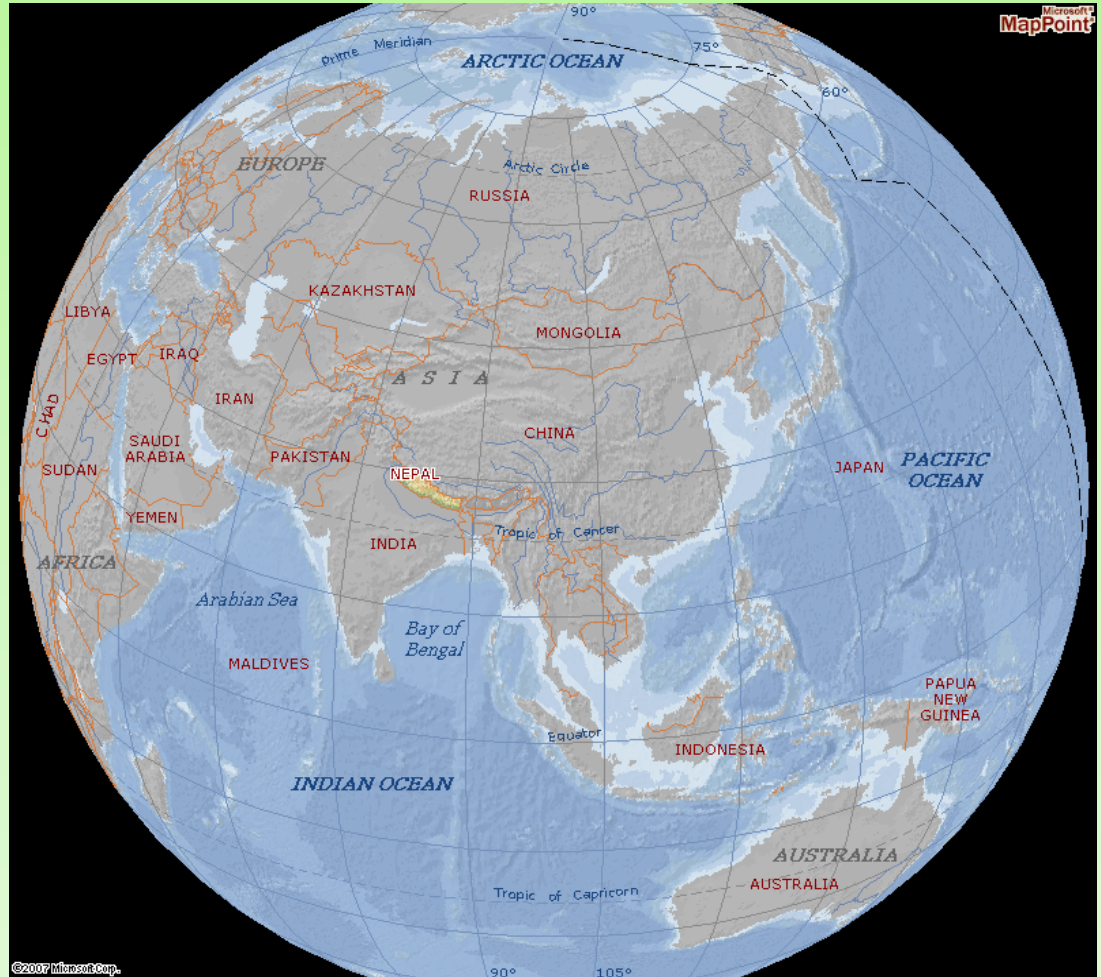 Microsoft®
MapPoint®
90°
Prime Meridian
75°
ARCTIC OCEAN
60°
EUROPE
Arctic Circle
RUSSIA
KAZAKHSTAN
LIBYA
MONGOLIA
EGYPT
IRAQ
ASIA
IRAN
CHAD
CHINA
SAUDI
ARABIA
PAKISTAN
JAPAN
PACIFIC
OCEAN
SUDAN
NEPAL
YEMEN
Tropic of Cancer
INDIA
AFRICA
Arabian Sea
Bay of
Bengal
MALDIVES
PAPUA
NEW
GUINEA
Equator
INDONESIA
INDIAN OCEAN
AUSTRALIA
AUSTRALIA
Tropic of Capricorn
©2007 Microsoft Corp.
90°
105°